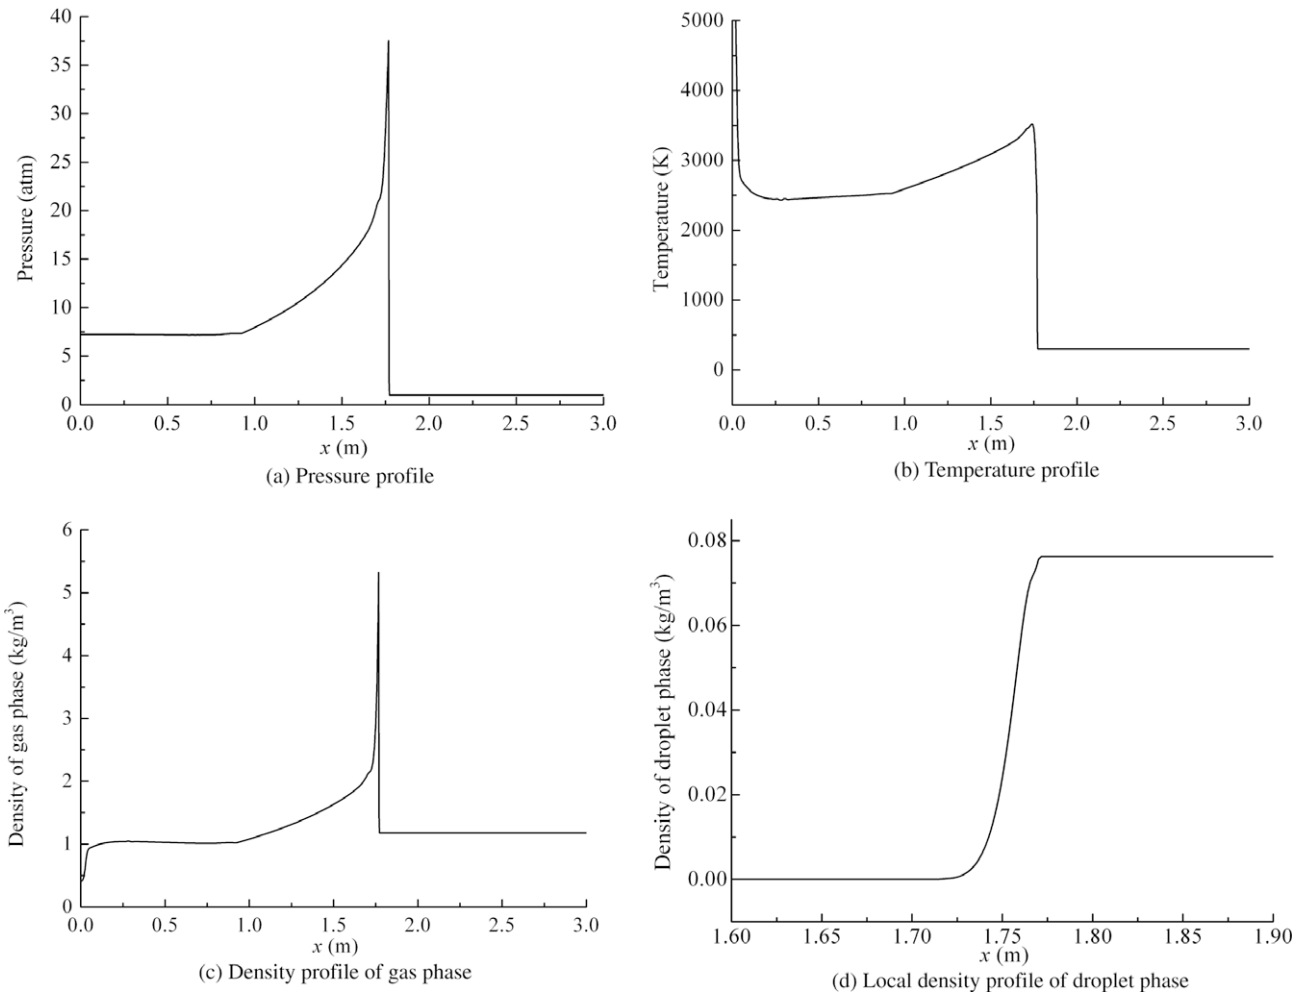 40
35
30
25
20
15
10
5
0
Pressure (atm)
0.0 0.5 1.0 1.5 2.0 2.5 3.0
x (m)
(a) Pressure profile
5000
4000
3000
2000
1000
0
Temperature (K)
0.0 0.5 1.0 1.5 2.0 2.5 3.0
x (m)
(b) Temperature profile
6
5
4
3
2
1
0
Density of gas phase (kg/m³)
0.0 0.5 1.0 1.5 2.0 2.5 3.0
x (m)
(c) Density profile of gas phase
0.08
0.06
0.04
0.02
0.00
Density of droplet phase (kg/m³)
1.60 1.65 1.70 1.75 1.80 1.85 1.90
x (m)
(d) Local density profile of droplet phase